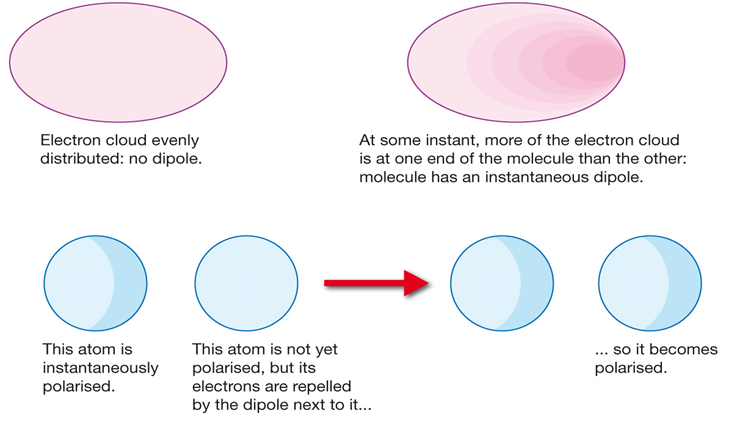 Electron cloud evenly
distributed: no dipole.
At some instant, more of the electron cloud
is at one end of the molecule than the other:
molecule has an instantaneous dipole.
This atom is
instantaneously
polarised.
This atom is not yet
polarised, but its
electrons are repelled
by the dipole next to it...
... so it becomes
polarised.